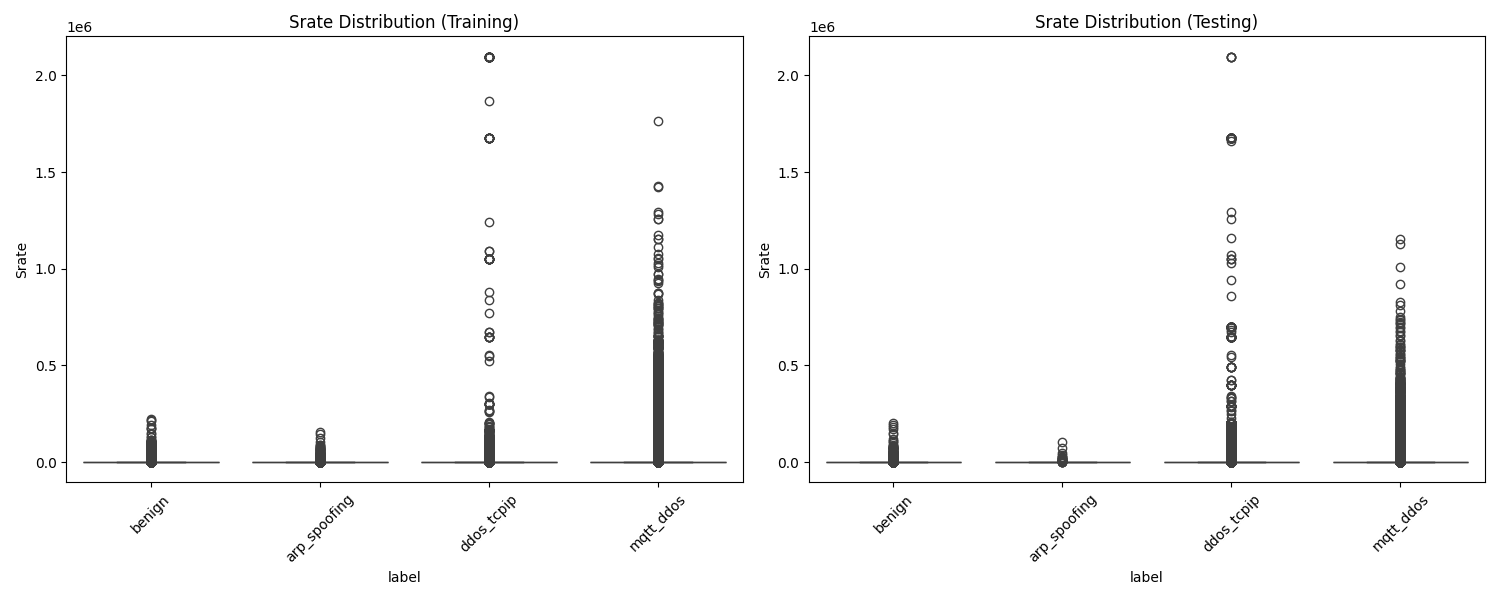 Srate Distribution (Training)
1e6
2.0
1.5
1.0
0.5
0.0
Srate
benign
arp_spoofing
ddos_tcpip
mqtt_ddos
label
Srate Distribution (Testing)
1e6
2.0
1.5
1.0
0.5
0.0
Srate
benign
arp_spoofing
ddos_tcpip
mqtt_ddos
label